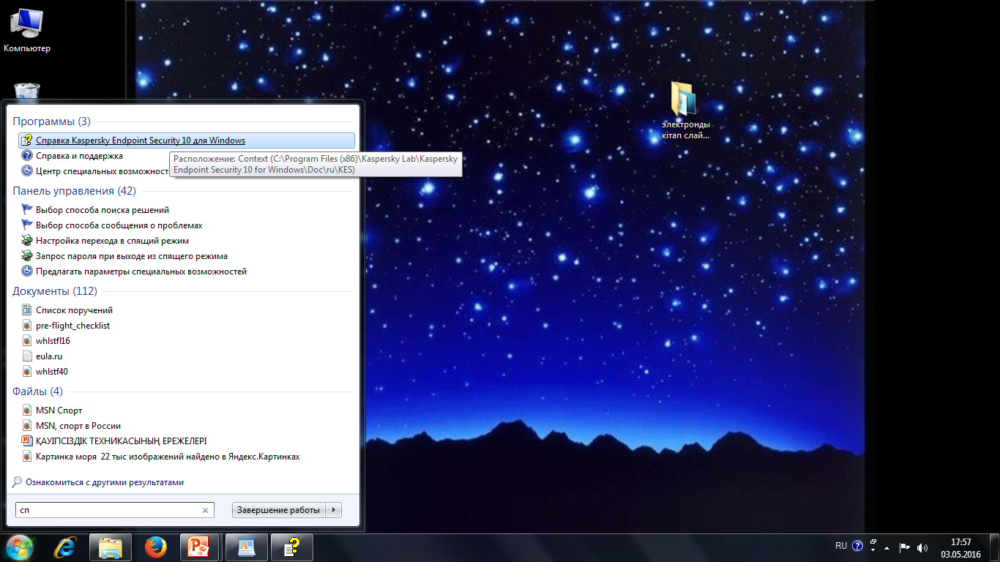 Компьютер
электронды
кітап слай...
Программы (3)
Справка Kaspersky Endpoint Security 10 для Windows
Справка и поддержка
Центр специальных возможност
Расположение: Context (C:\Program Files (x86)\Kaspersky Lab\Kaspersky
Endpoint Security 10 for Windows\Doc\ru\KES)
Панель управления (42)
Выбор способа поиска решений
Выбор способа сообщения о проблемах
Настройка перехода в спящий режим
Запрос пароля при выходе из спящего режима
Предлагать параметры специальных возможностей
Документы (112)
Список поручений
pre-flight_checklist
whlstfl16
eula.ru
whlstf40
Файлы (4)
MSN Спорт
MSN, спорт в России
ҚАУІПСІЗДІК ТЕХНИКАСЫНЫҢ ЕРЕЖЕЛЕРІ
Картинка моря 22 тыс изображений найдено в Яндекс.Картинках
Ознакомиться с другими результатами
сп
Завершение работы
RU
17:57
03.05.2016